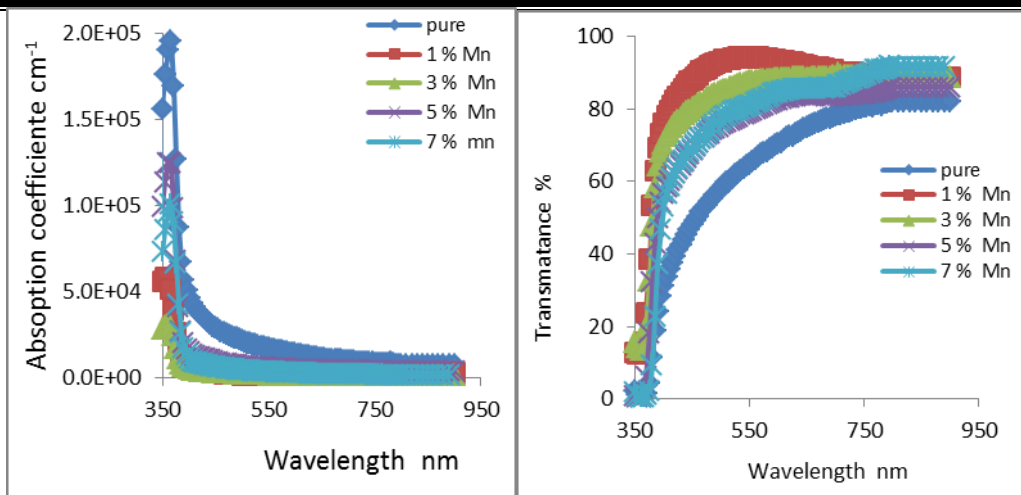 Absoption coefficiente cm-1
2.0E+05
1.5E+05
1.0E+05
5.0E+04
0.0E+00
350
550
750
950
Wavelength nm
pure
1 % Mn
3 % Mn
5 % Mn
7 % mn
Transmatance %
100
80
60
40
20
0
350
550
750
950
Wavelength nm
pure
1 % Mn
3 % Mn
5 % Mn
7 % Mn